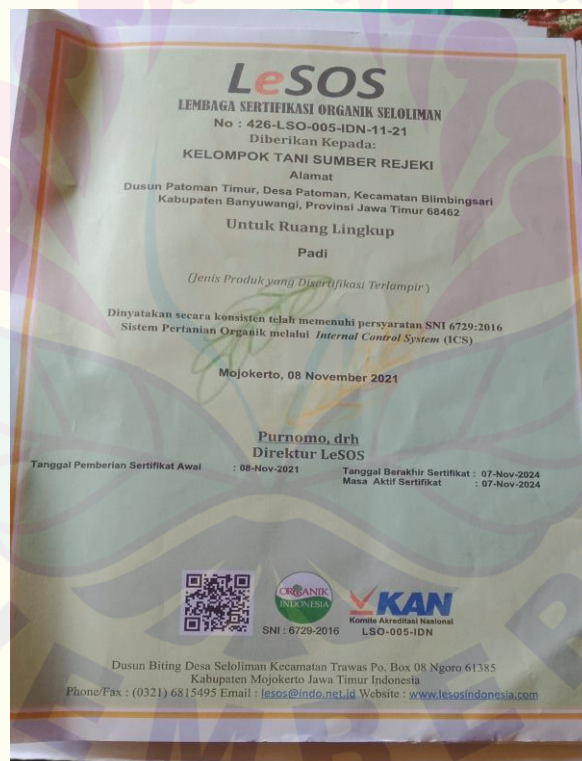 LeSOS
LEMBAGA SERTIFIKASI ORGANIK SELOLIMAN
No : 426-LSO-005-IDN-11-21
Diberikan Kepada:
KELOMPOK TANI SUMBER REJEKI
Alamat
Dusun Patoman Timur, Desa Patoman, Kecamatan Blimbingsari
Kabupaten Banyuwangi, Provinsi Jawa Timur 68462
Untuk Ruang Lingkup
Padi
(Jenis Produk yang Disertifikasi Terlampir )
Dinyatakan secara konsisten telah memenuhi persyaratan SNI 6729:2016
Sistem Pertanian Organik melalui Internal Control System (ICS)
Mojokerto, 08 November 2021
Purnomo, drh
Direktur LeSOS
Tanggal Pemberian Sertifikat Awal : 08-Nov-2021
Tanggal Berakhir Sertifikat : 07-Nov-2024
Masa Aktif Sertifikat : 07-Nov-2024
ORGANIK
INDONESIA
SNI : 6729-2016
KAN
Komite Akreditasi Nasional
LSO-005-IDN
Dusun Biting Desa Seloliman Kecamatan Trawas Po. Box 08 Ngoro 61385
Kabupaten Mojokerto Jawa Timur Indonesia
Phone/Fax : (0321) 6815495 Email : lesos@indo.net.id Website : www.lesosindonesia.com